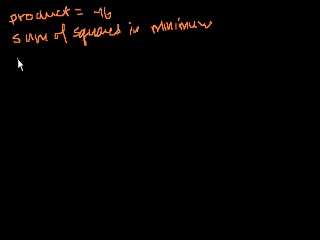 product = -16
sum of squares is minimum